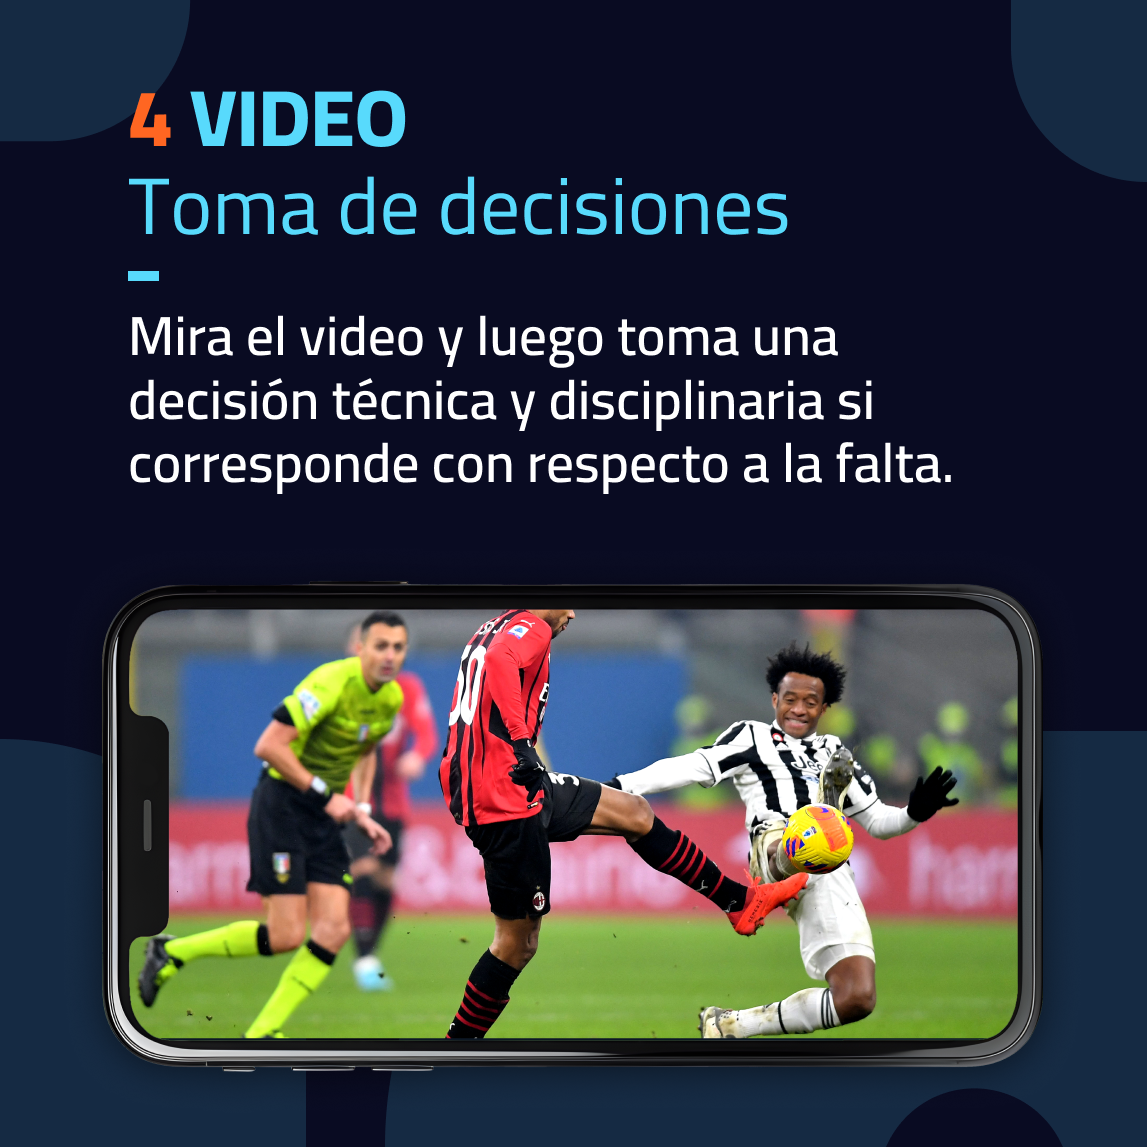 4 VIDEO
Toma de decisiones
Mira el video y luego toma una
decisión técnica y disciplinaria si
corresponde con respecto a la falta.